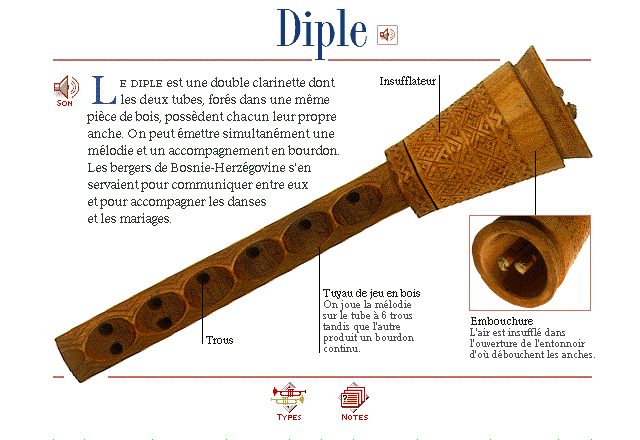 Diple
SON
LE DIPLE est une double clarinette dont
les deux tubes, forés dans une même
pièce de bois, possèdent chacun leur propre
anche. On peut émettre simultanément une
mélodie et un accompagnement en bourdon.
Les bergers de Bosnie-Herzégovine s'en
servaient pour communiquer entre eux
et pour accompagner les danses
et les mariages.
Insufflateur
Trous
Tuyau de jeu en bois
On joue la mélodie
sur le tube à 6 trous
tandis que l'autre
produit un bourdon
continu.
Embouchure
L'air est insufflé dans
l'ouverture de l'entonnoir
d'où débouchent les anches.
TYPES
NOTES